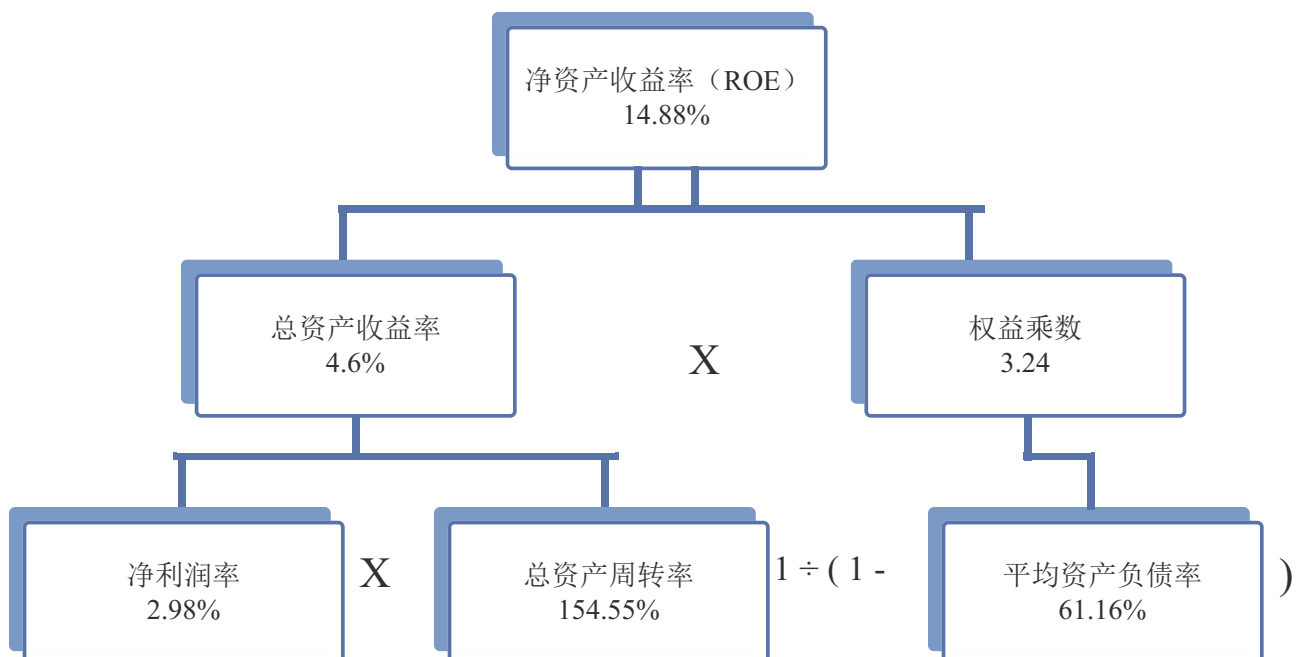 净资产收益率（ROE）
14.88%
总资产收益率
4.6%
X
权益乘数
3.24
净利润率
2.98%
X
总资产周转率
154.55%
1 ÷ ( 1 -
平均资产负债率
61.16%
)